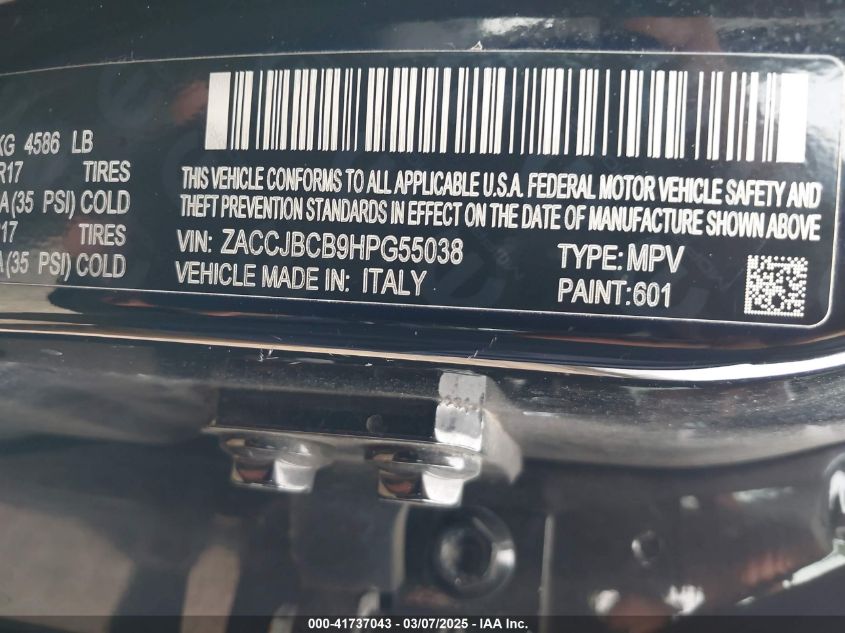 KG 4586 LB
R17 TIRES
A(35 PSI)COLD
R17 TIRES
A(35 PSI)COLD
THIS VEHICLE CONFORMS TO ALL APPLICABLE U.S.A. FEDERAL MOTOR VEHICLE SAFETY AND
THEFT PREVENTION STANDARDS IN EFFECT ON THE DATE OF MANUFACTURE SHOWN ABOVE
VIN: ZACCJBCB9HPG55038 TYPE: MPV
VEHICLE MADE IN: ITALY PAINT:601
000-41737043 — 03/07/2025 — IAA Inc.